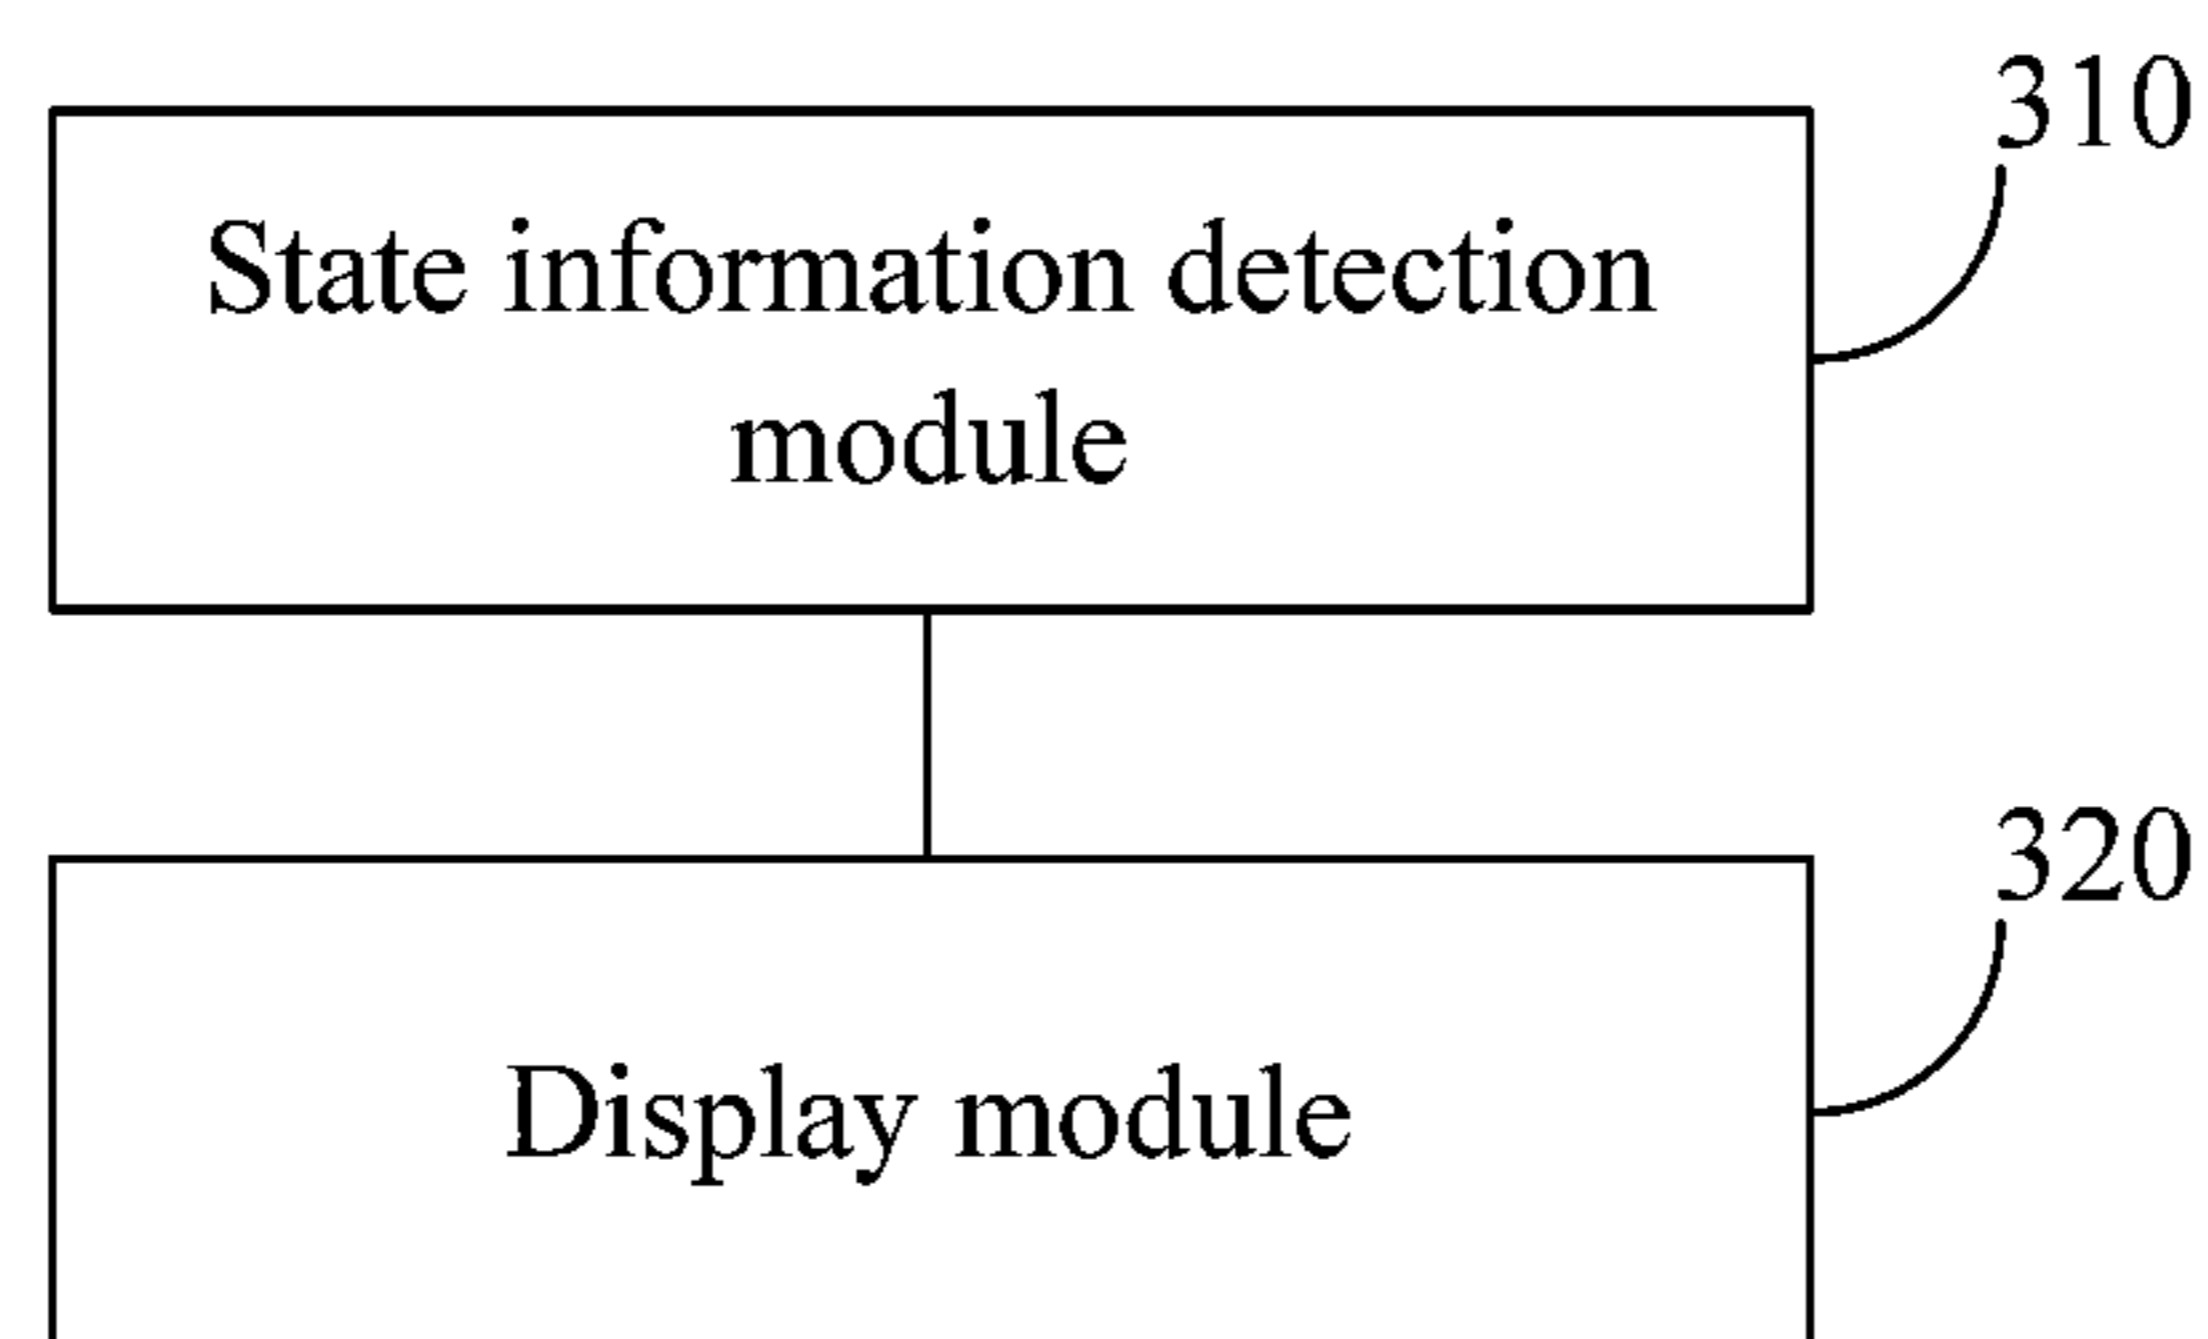 310
State information detection
module
320
Display module